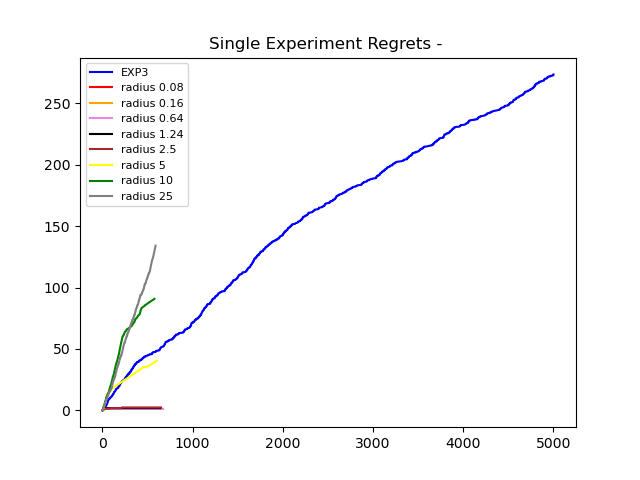 Single Experiment Regrets -
EXP3
radius 0.08
radius 0.16
radius 0.64
radius 1.24
radius 2.5
radius 5
radius 10
radius 25
250
200
150
100
50
0
0 1000 2000 3000 4000 5000